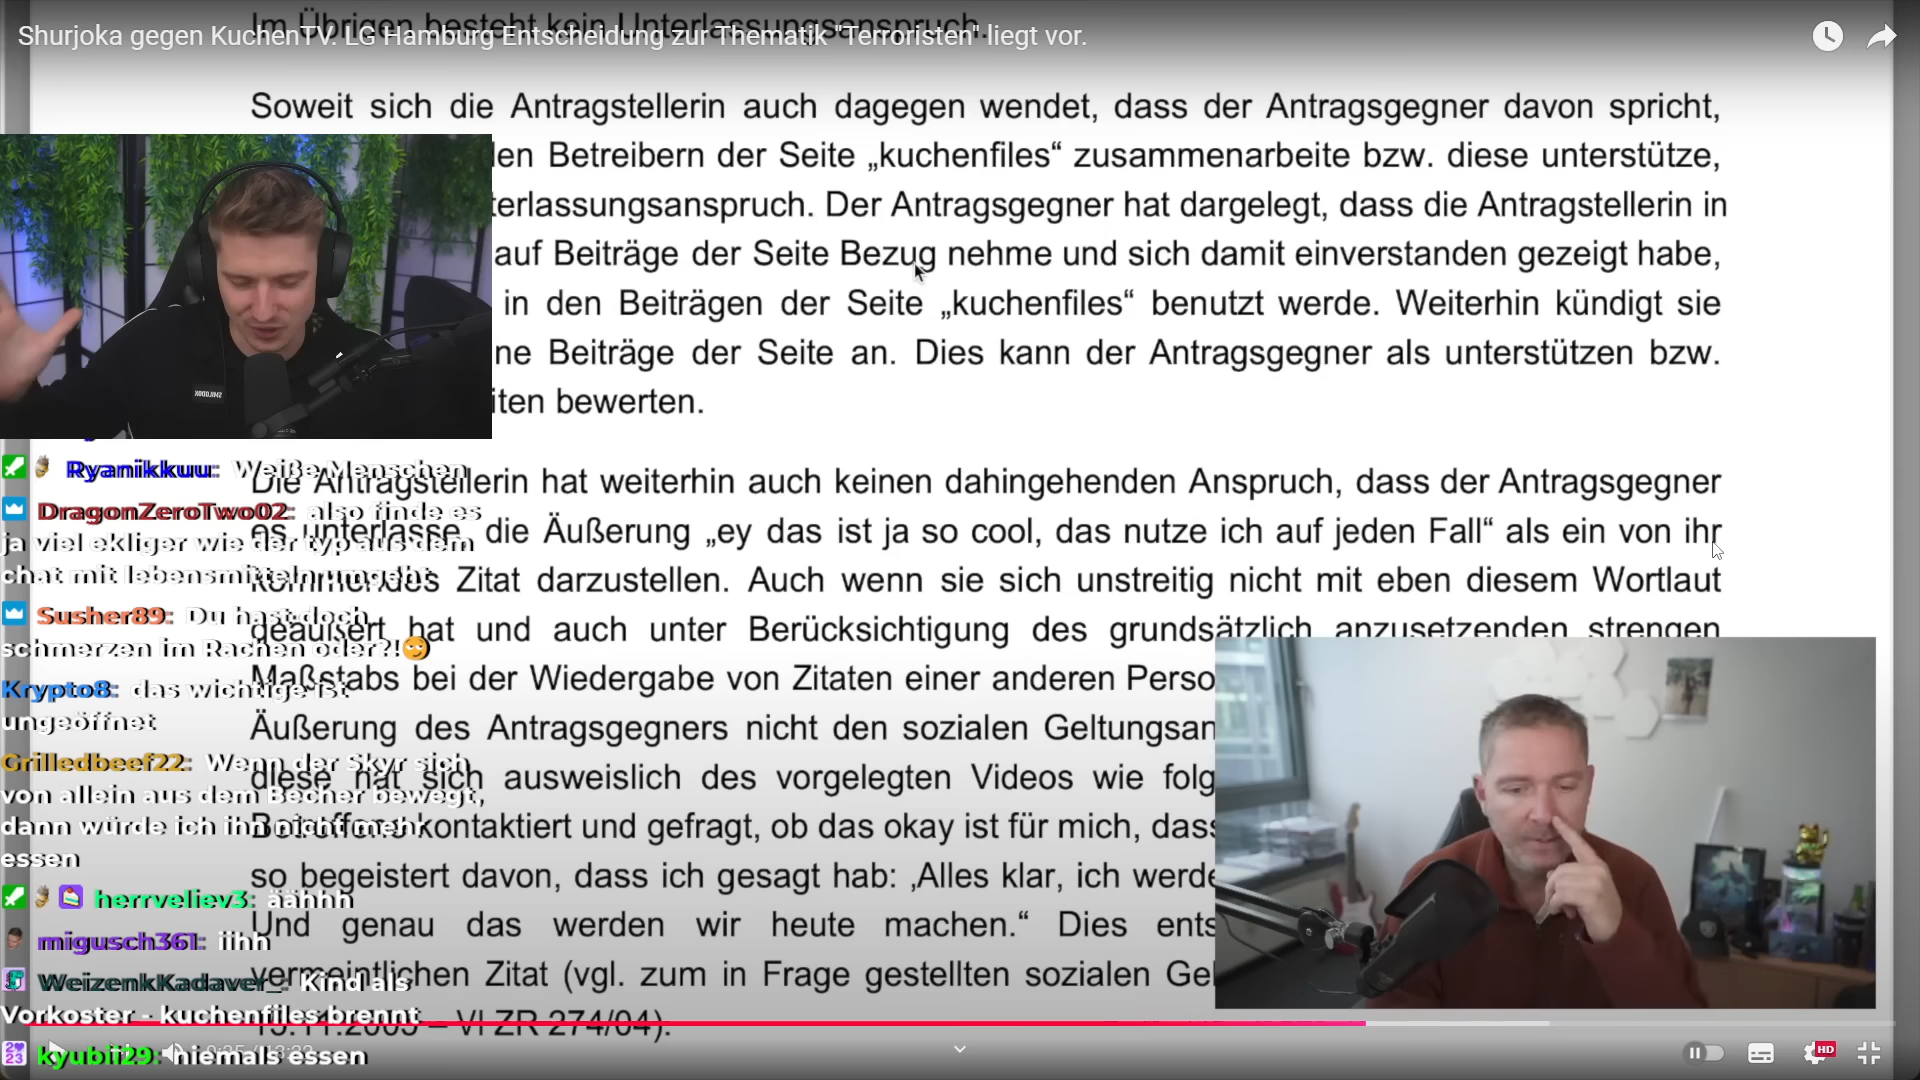 Im Übrigen besteht kein Unterlassungsanspruch.
Shurjoka gegen KuchenTV. LG Hamburg Entscheidung zur Thematik "Terroristen" liegt vor.
Soweit sich die Antragstellerin auch dagegen wendet, dass der Antragsgegner davon spricht,
den Betreibern der Seite „kuchenfiles“ zusammenarbeite bzw. diese unterstütze,
terlassungsanspruch. Der Antragsgegner hat dargelegt, dass die Antragstellerin in
auf Beiträge der Seite Bezug nehme und sich damit einverstanden gezeigt habe,
in den Beiträgen der Seite „kuchenfiles“ benutzt werde. Weiterhin kündigt sie
ne Beiträge der Seite an. Dies kann der Antragsgegner als unterstützen bzw.
iten bewerten.
Die Antragstellerin hat weiterhin auch keinen dahingehenden Anspruch, dass der Antragsgegner
es unterlasse, die Äußerung „ey das ist ja so cool, das nutze ich auf jeden Fall“ als ein von ihr
kommendes Zitat darzustellen. Auch wenn sie sich unstreitig nicht mit eben diesem Wortlaut
geäußert hat und auch unter Berücksichtigung des grundsätzlich anzusetzenden strengen
Maßstabs bei der Wiedergabe von Zitaten einer anderen Perso
Äußerung des Antragsgegners nicht den sozialen Geltungsan
diese hat sich ausweislich des vorgelegten Videos wie folg
Betroffene kontaktiert und gefragt, ob das okay ist für mich, dass
so begeistert davon, dass ich gesagt hab: ‚Alles klar, ich werde
Und genau das werden wir heute machen.“ Dies ents
vermeintlichen Zitat (vgl. zum in Frage gestellten sozialen Gel
15.11.2005 – VI ZR 274/04).
Ryanikkuu: Weiße Menschen
DragonZeroTwo02: also finde es
ja viel ekliger wie der typ aus dem
chat mit lebensmitteln umgeht
Susher89: Du hast doch
schmerzen im Rachen oder?!😏
Krypto8: das wichtige ist
ungeöffnet
Grilledbeef22: Wenn der Skyr sich
von allein aus dem Becher bewegt,
dann würde ich ihn nicht mehr
essen
herrveliev3: äähhh
migusch361: iihh
WeizenkKadaver_: Kind als
Vorkoster - kuchenfiles brennt
kyubii29: niemals essen
HD